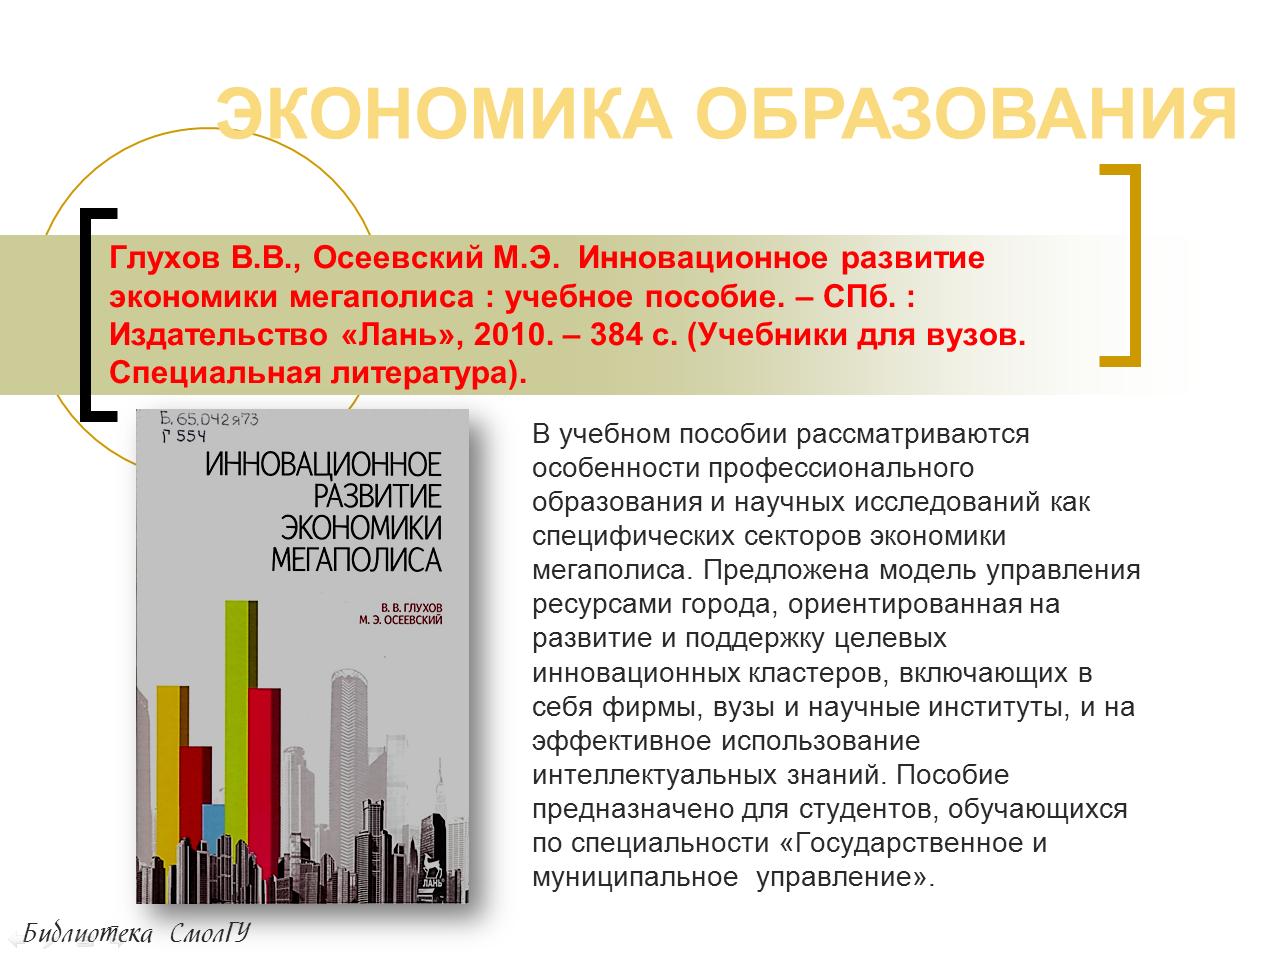 ЭКОНОМИКА ОБРАЗОВАНИЯ
Глухов В.В., Осеевский М.Э.  Инновационное развитие
экономики мегаполиса : учебное пособие. – СПб. :
Издательство «Лань», 2010. – 384 с. (Учебники для вузов.
Специальная литература).
Б. 65.042я73
Г 554
ИННОВАЦИОННОЕ
РАЗВИТИЕ
ЭКОНОМИКИ
МЕГАПОЛИСА
В. В. ГЛУХОВ
М. Э. ОСЕЕВСКИЙ
ЛАНЬ
В учебном пособии рассматриваются
особенности профессионального
образования и научных исследований как
специфических секторов экономики
мегаполиса. Предложена модель управления
ресурсами города, ориентированная на
развитие и поддержку целевых
инновационных кластеров, включающих в
себя фирмы, вузы и научные институты, и на
эффективное использование
интеллектуальных знаний. Пособие
предназначено для студентов, обучающихся
по специальности «Государственное и
муниципальное  управление».
Библиотека СмолГУ